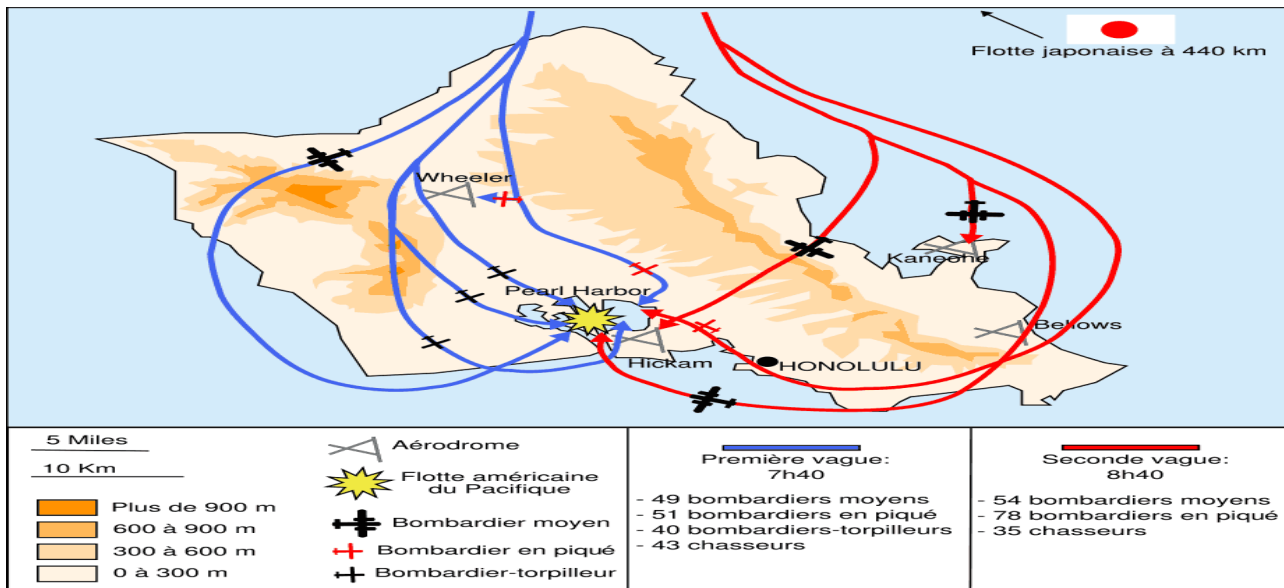 Flotte japonaise à 440 km
Wheeler
Pearl Harbor
Kaneohe
Bellows
Hickam
HONOLULU
5 Miles
10 Km
Plus de 900 m
600 à 900 m
300 à 600 m
0 à 300 m
Aérodrome
Flotte américaine
du Pacifique
Bombardier moyen
Bombardier en piqué
Bombardier-torpilleur
Première vague:
7h40
- 49 bombardiers moyens
- 51 bombardiers en piqué
- 40 bombardiers-torpilleurs
- 43 chasseurs
Seconde vague:
8h40
- 54 bombardiers moyens
- 78 bombardiers en piqué
- 35 chasseurs